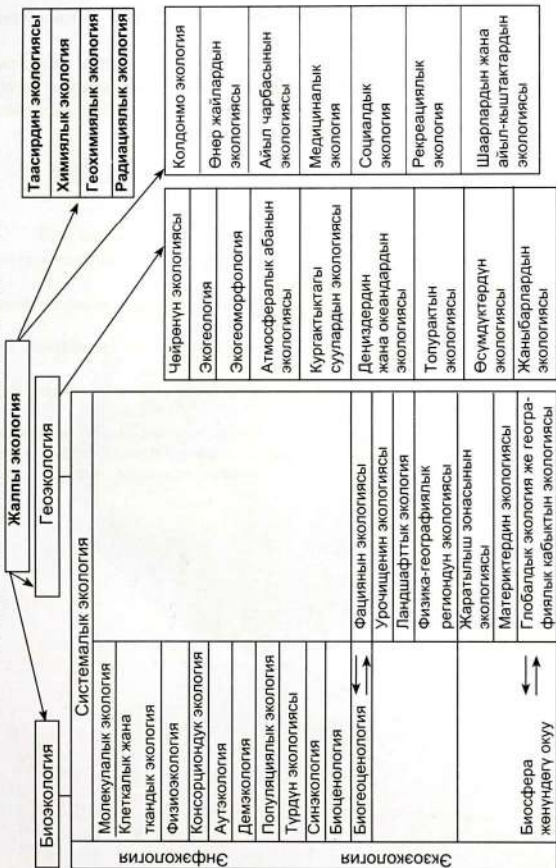 Жалпы экология
Биоэкология
Геоэкология
Таасирдин экологиясы
Химиялык экология
Геохимиялык экология
Радиациялык экология
Системалык экология
Энфэкология
Экзоэкология
Молекулалык экология
Клеткалык жана
ткандык экология
Физиоэкология
Консорциондук экология
Аутэкология
Демэкология
Популяциялык экология
Түрдүн экологиясы
Синэкология
Биоценология
Биогеоценология
Биосфера
жөнүндөгү окуу
Фациянын экологиясы
Урочищенин экологиясы
Ландшафттык экология
Физика-географиялык
региондун экологиясы
Жаратылыш зонасынын
экологиясы
Материктердин экологиясы
Глобалдык экология же геогра-
фиялык кабыктын экологиясы
Чөйрөнүн экологиясы
Экогеология
Экогеоморфология
Атмосфералык абанын
экологиясы
Кургактыктагы
суулардын экологиясы
Деңиздердин
жана океандардын
экологиясы
Топурактын
экологиясы
Өсүмдүктөрдүн
экологиясы
Жаныбарлардын
экологиясы
Колдонмо экология
Өнөр жайлардын
экологиясы
Айыл чарбасынын
экологиясы
Медициналык
экология
Социалдык
экология
Рекреациялык
экология
Шаарлардын жана
айыл-кыштактардын
экологиясы